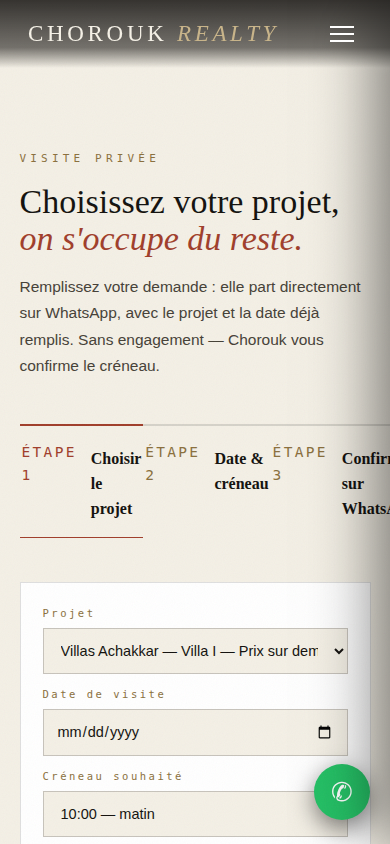 CHOROUK REALTY
VISITE PRIVÉE
Choisissez votre projet,
on s'occupe du reste.
Remplissez votre demande : elle part directement
sur WhatsApp, avec le projet et la date déjà
remplis. Sans engagement — Chorouk vous
confirme le créneau.
ÉTAPE 1
Choisir le projet
ÉTAPE 2
Date & créneau
ÉTAPE 3
sur
Projet
Villas Achakkar — Villa I — Prix sur dem
Date de visite
mm/dd/yyyy
Créneau souhaité
10:00 — matin